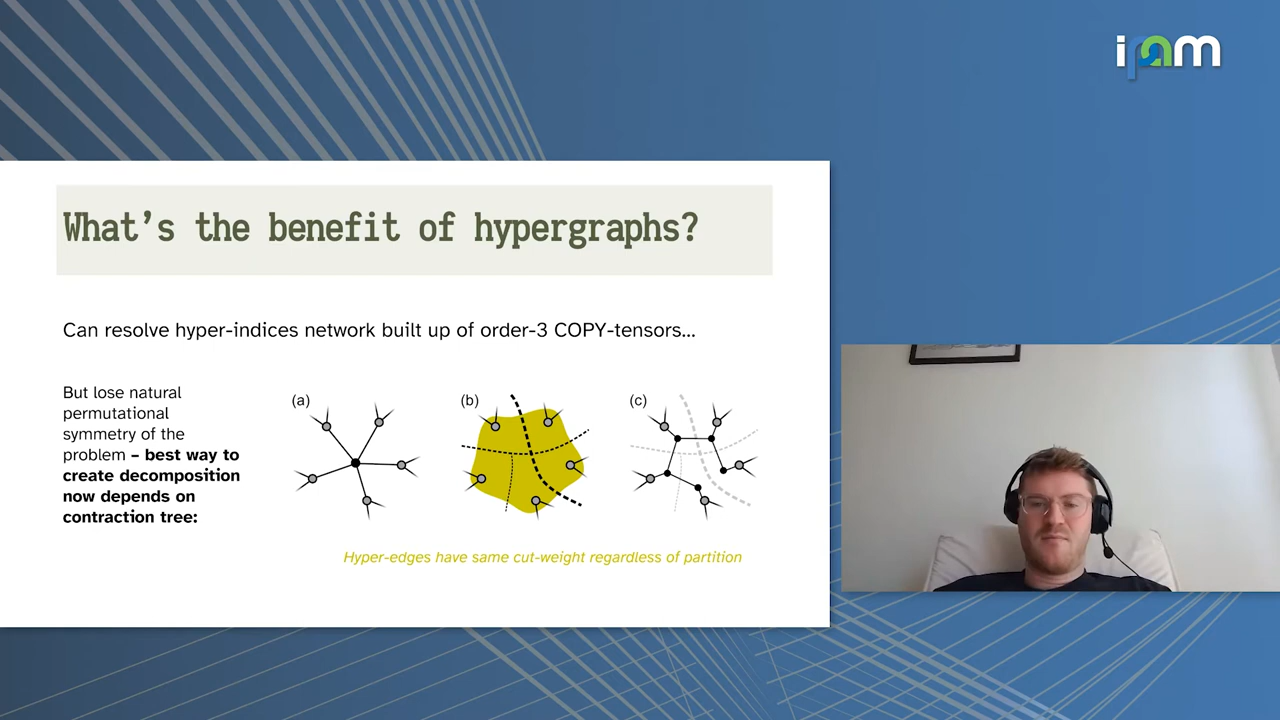 ipam
What's the benefit of hypergraphs?
Can resolve hyper-indices network built up of order-3 COPY-tensors...
But lose natural
permutational
symmetry of the
problem – best way to
create decomposition
now depends on
contraction tree:
(a)
(b)
(c)
Hyper-edges have same cut-weight regardless of partition